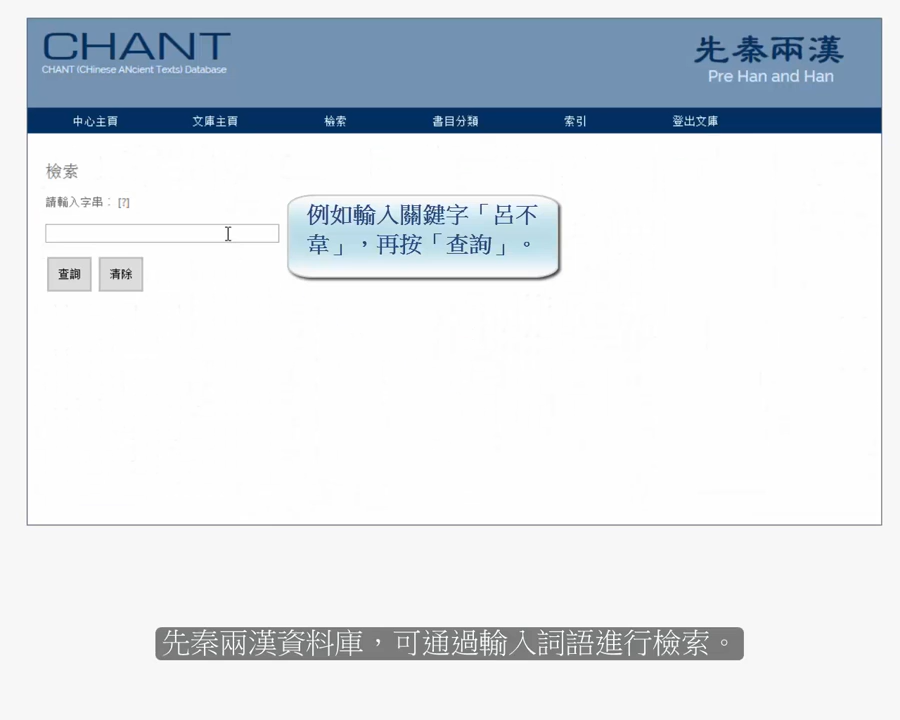 CHANT
CHANT (CHinese ANcient Texts) Database
先秦兩漢
Pre Han and Han
中心主頁 文庫主頁 檢索 書目分類 索引 登出文庫
檢索
請輸入字串： [?]
例如輸入關鍵字「呂不
韋」，再按「查詢」。
查詢 清除
先秦兩漢資料庫，可通過輸入詞語進行檢索。